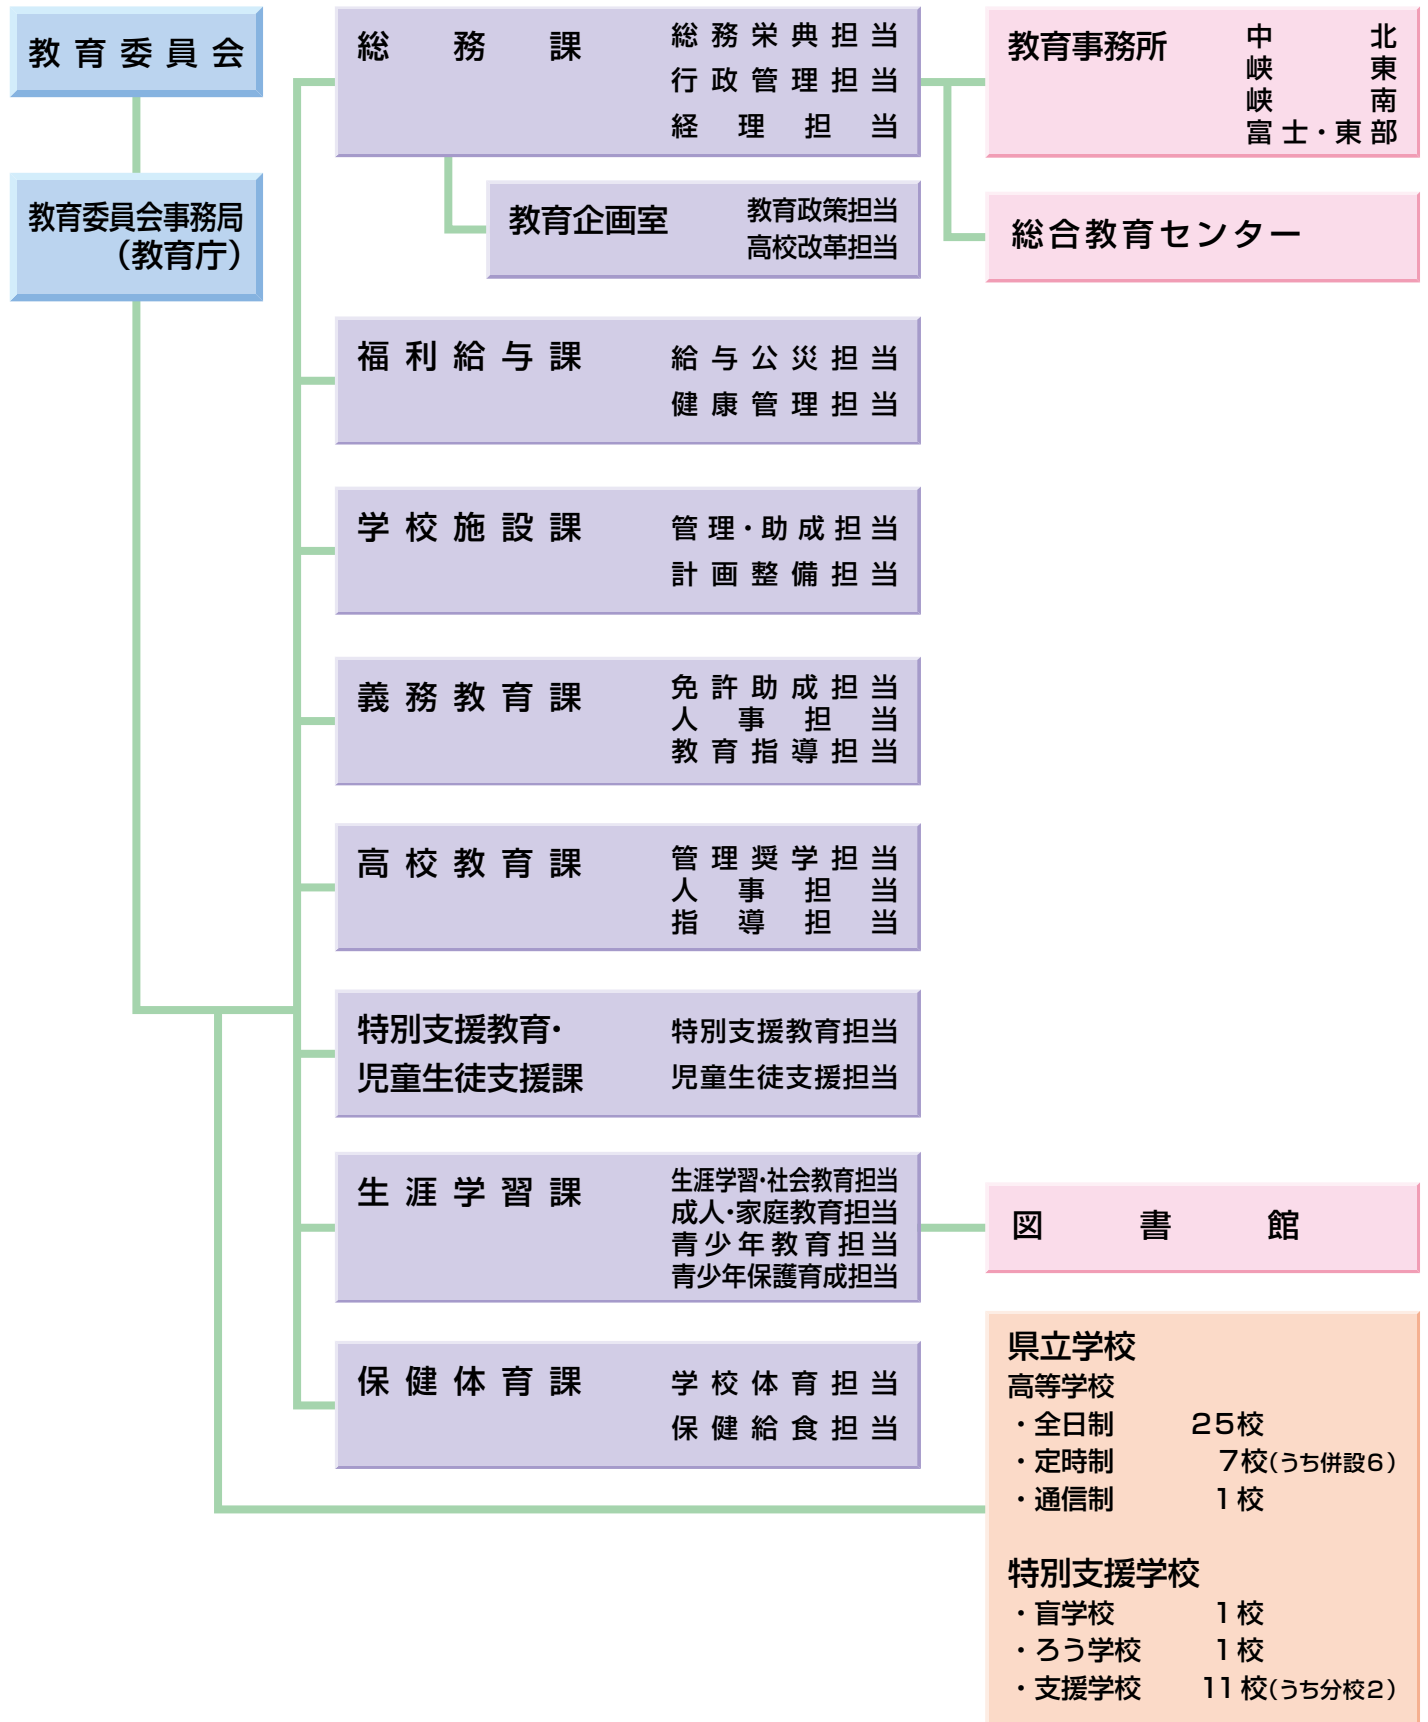 教育委員会
教育委員会事務局
（教育庁）
総務課
総務栄典担当
行政管理担当
経理担当
教育企画室
教育政策担当
高校改革担当
教育事務所
中北
峡東
峡南
富士・東部
総合教育センター
福利給与課
給与公災担当
健康管理担当
学校施設課
管理・助成担当
計画整備担当
義務教育課
免許助成担当
人事担当
教育指導担当
高校教育課
管理奨学担当
人事担当
指導担当
特別支援教育・
児童生徒支援課
特別支援教育担当
児童生徒支援担当
生涯学習課
生涯学習・社会教育担当
成人・家庭教育担当
青少年教育担当
青少年保護育成担当
図書館
保健体育課
学校体育担当
保健給食担当
県立学校
高等学校
・全日制 25校
・定時制 7校(うち併設6)
・通信制 1校
特別支援学校
・盲学校 1校
・ろう学校 1校
・支援学校 11校(うち分校2)